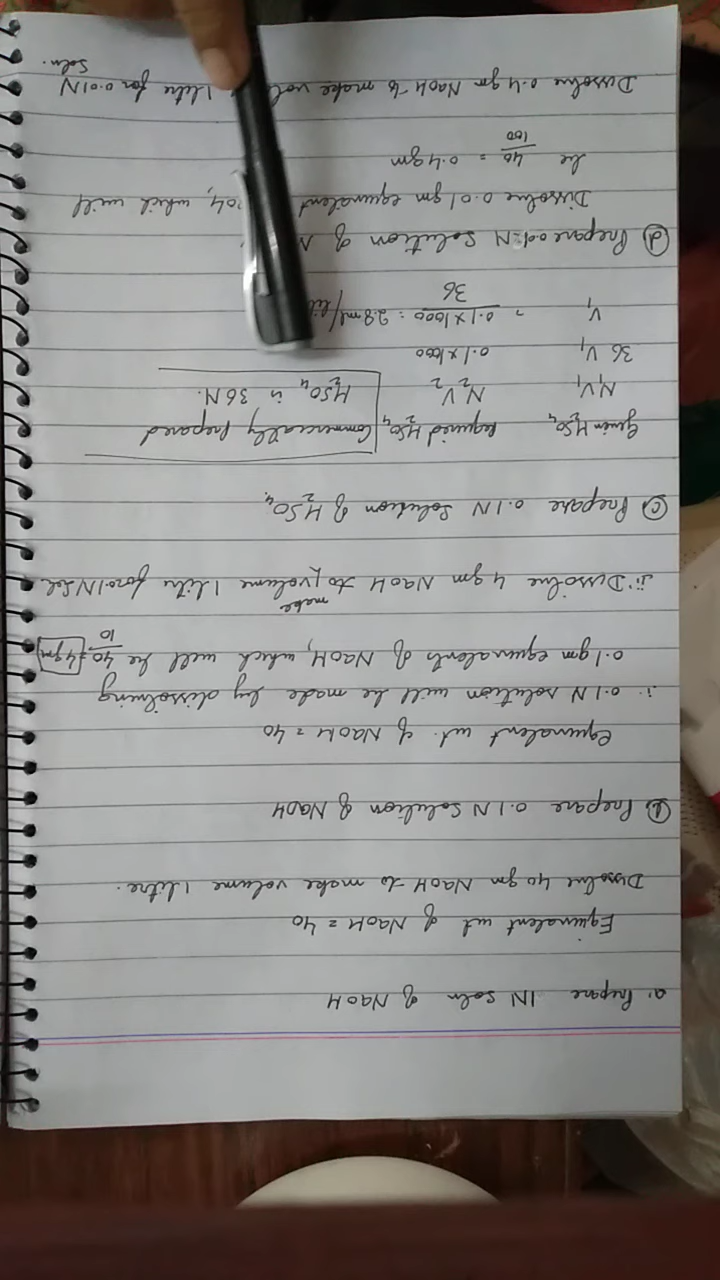 a. Prepare 1N soln of NaOH
Equivalent wt of NaOH = 40
Dissolve 40 gm NaOH to make volume 1 litre.
(b) Prepare 0.1N solution of NaOH
Equivalent wt. of NaOH = 40
∴ 0.1N solution will be made by dissolving
0.1gm equivalents of NaOH, which will be 40/10 = 4gm
∴ Dissolve 4 gm NaOH to make volume 1 litre for 0.1N Sol
(c) Prepare 0.1N Solution of H₂SO₄
Given H₂SO₄ Required H₂SO₄ Commercially Prepared
N₁V₁ N₂V₂ H₂SO₄ is 36N.
36 V₁ 0.1 x 1000
V₁ = 0.1 x 1000/36 = 2.8 ml/
(d) Prepare N Solution of N
Dissolve 0.01 gm equivalent which will
be 40/100 = 0.4 gm
Dissolve 0.4 gm NaOH to make vol 1 litre for 0.01N
Soln.